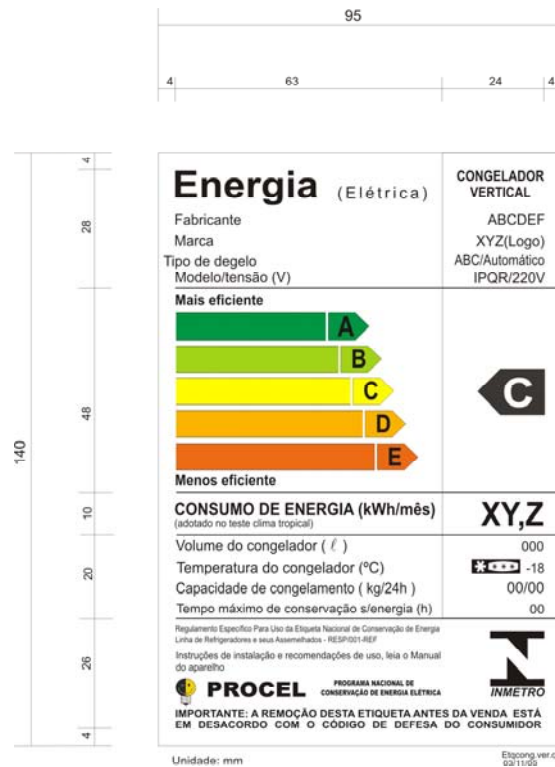 95
4 63 24 4
140
4
28
48
10
20
26
4
Energia (Elétrica)
CONGELADOR
VERTICAL
Fabricante ABCDEF
Marca XYZ(Logo)
Tipo de degelo ABC/Automático
Modelo/tensão (V) IPQR/220V
Mais eficiente
A
B
C
C
D
E
Menos eficiente
CONSUMO DE ENERGIA (kWh/mês) XY,Z
(adotado no teste clima tropical)
Volume do congelador ( ℓ ) 000
Temperatura do congelador (ºC) -18
Capacidade de congelamento ( kg/24h ) 00/00
Tempo máximo de conservação s/energia (h) 00
Regulamento Específico Para Uso da Etiqueta Nacional de Conservação de Energia
Linha de Refrigeradores e seus Assemelhados - RESP/001-REF
Instruções de instalação e recomendações de uso, leia o Manual
do aparelho
PROCEL
PROGRAMA NACIONAL DE
CONSERVAÇÃO DE ENERGIA ELÉTRICA
INMETRO
IMPORTANTE: A REMOÇÃO DESTA ETIQUETA ANTES DA VENDA ESTÁ
EM DESACORDO COM O CÓDIGO DE DEFESA DO CONSUMIDOR
Unidade: mm